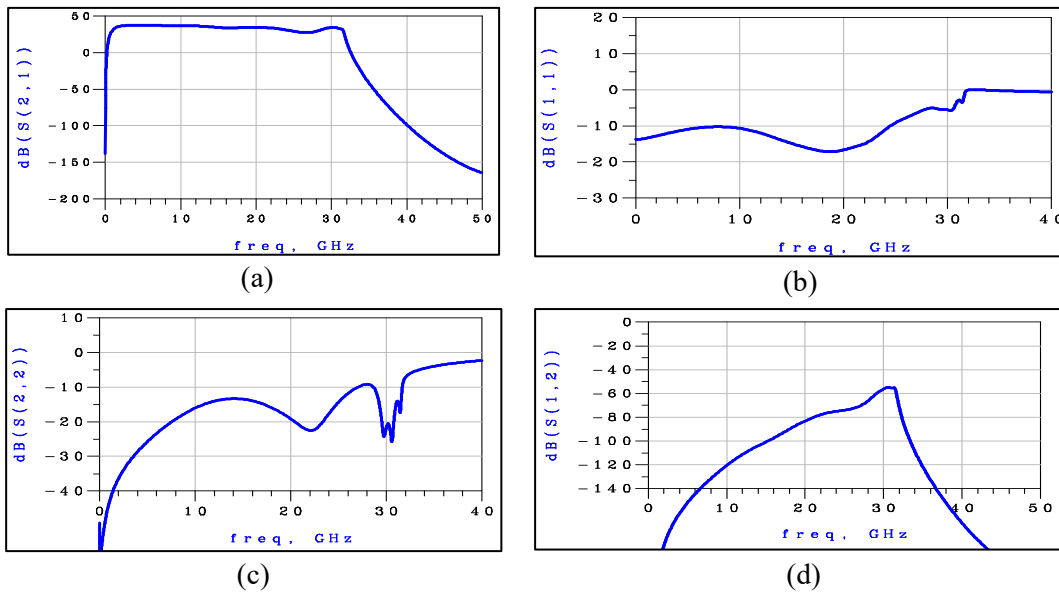 dB(S(2,1))
50
0
-50
-100
-150
-200
0 10 20 30 40 50
freq, GHz
(a)
dB(S(1,1))
20
10
0
-10
-20
-30
0 10 20 30 40
freq, GHz
(b)
dB(S(2,2))
10
0
-10
-20
-30
-40
0 10 20 30 40
freq, GHz
(c)
dB(S(1,2))
0
-20
-40
-60
-80
-100
-120
-140
0 10 20 30 40 50
freq, GHz
(d)